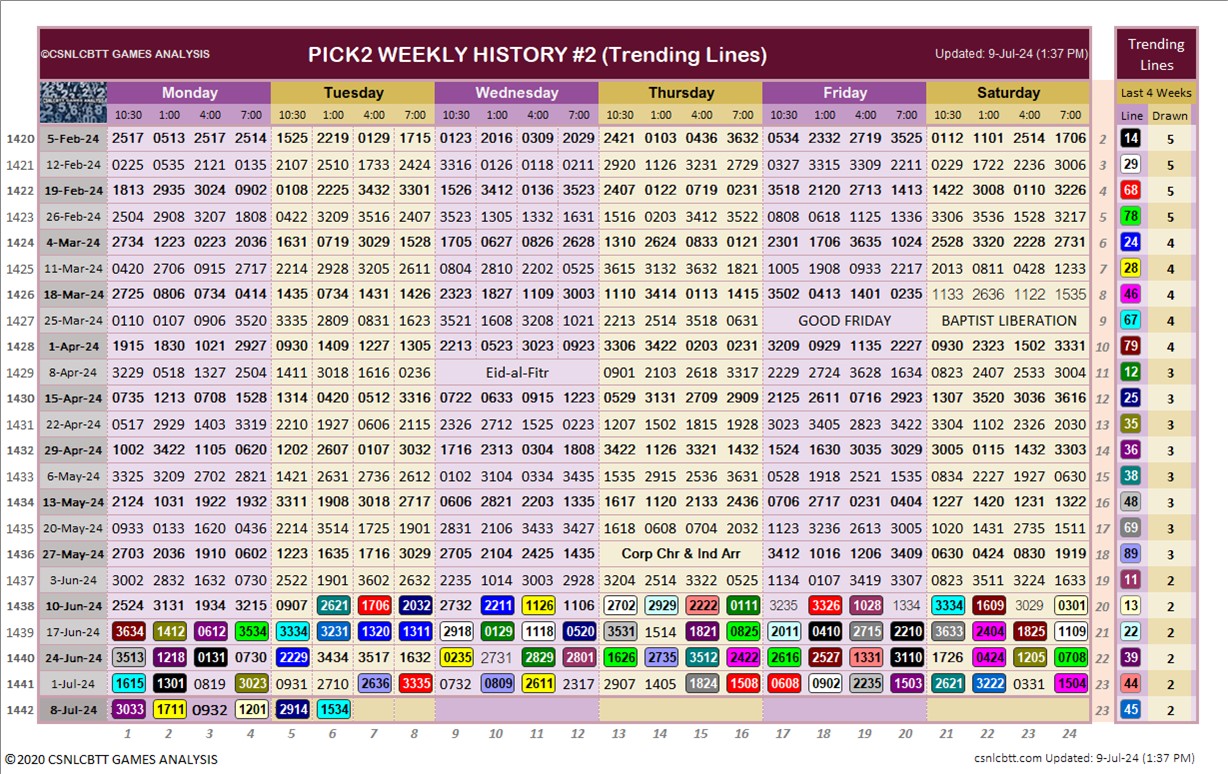 ©CSNLCBTT GAMES ANALYSIS PICK2 WEEKLY HISTORY #2 (Trending Lines) Updated: 9-Jul-24 (1:37 PM) Trending Lines
Monday Tuesday Wednesday Thursday Friday Saturday Last 4 Weeks
10:30 1:00 4:00 7:00 10:30 1:00 4:00 7:00 10:30 1:00 4:00 7:00 10:30 1:00 4:00 7:00 10:30 1:00 4:00 7:00 10:30 1:00 4:00 7:00 Line Drawn
1420 5-Feb-24 2517 0513 2517 2514 1525 2219 0129 1715 0123 2016 0309 2029 2421 0103 0436 3632 0534 2332 2719 3525 0112 1101 2514 1706 2 14 5
1421 12-Feb-24 0225 0535 2121 0135 2107 2510 1733 2424 3316 0126 0118 0211 2920 1126 3231 2729 0327 3315 3309 2211 0229 1722 2236 3006 3 29 5
1422 19-Feb-24 1813 2935 3024 0902 0108 2225 3432 3301 1526 3412 0136 3523 2407 0122 0719 0231 3518 2120 2713 1413 1422 3008 0110 3226 4 68 5
1423 26-Feb-24 2504 2908 3207 1808 0422 3209 3516 2407 3523 1305 1332 1631 1516 0203 3412 3522 0808 0618 1125 1336 3306 3536 1528 3217 5 78 5
1424 4-Mar-24 2734 1223 0223 2036 1631 0719 3029 1528 1705 0627 0826 2628 1310 2624 0833 0121 2301 1706 3635 1024 2528 3320 2228 2731 6 24 4
1425 11-Mar-24 0420 2706 0915 2717 2214 2928 3205 2611 0804 2810 2202 0525 3615 3132 3632 1821 1005 1908 0933 2217 2013 0811 0428 1233 7 28 4
1426 18-Mar-24 2725 0806 0734 0414 1435 0734 1431 1426 2323 1827 1109 3003 1110 3414 0113 1415 3502 0413 1461 0235 1133 2636 1122 1535 8 46 4
1427 25-Mar-24 0110 0107 0906 3520 3335 2809 0831 1623 3521 1608 3208 1021 2213 2514 3518 0631 GOOD FRIDAY BAPTIST LIBERATION 9 67 4
1428 1-Apr-24 1915 1830 1021 2927 0930 1409 1227 1305 2213 0523 3023 0923 3306 3422 0203 0231 3209 0929 1135 2227 0930 2323 1502 3331 10 79 4
1429 8-Apr-24 3229 0518 1327 2504 1411 3018 1616 0236 Eid-al-Fitr 0901 2103 2618 3317 2229 2724 3628 1634 0823 2407 2533 3004 11 12 3
1430 15-Apr-24 0735 1213 0708 1528 1314 0420 0512 3316 0722 0633 0915 1223 0529 3131 2709 2909 2125 2611 0716 2923 1307 3520 3036 3616 12 25 3
1431 22-Apr-24 0517 2929 1403 3319 2210 1927 0606 2115 2326 2712 1525 0223 1207 1502 1815 1928 3023 3405 2823 3422 3304 1102 2326 2030 13 35 3
1432 29-Apr-24 1002 3422 1105 0620 1202 2607 0107 3032 1716 2313 0304 1808 3422 1126 3321 1432 1524 1630 3035 3029 3005 0115 1432 3303 14 36 3
1433 6-May-24 3325 3209 2702 2821 1421 2631 2736 2613 0102 3104 0334 3435 1535 2915 2536 3631 0528 1918 2521 1535 0834 2227 1927 0630 15 38 3
1434 13-May-24 2124 1031 1922 1932 3311 1908 3018 2717 0606 2821 2203 1335 1617 1120 2133 2436 0706 2717 0231 0404 1227 1420 1231 1322 16 48 3
1435 20-May-24 0933 0133 1620 0436 2214 3514 1725 1901 2831 2106 3433 3427 1618 0608 0704 2032 1123 3236 2613 3005 1020 1431 2735 1511 17 69 3
1436 27-May-24 2703 2036 1910 0602 1223 1635 1716 3029 2705 2104 2425 1435 Corp Chr & Ind Arr 3412 1016 1206 3409 0630 0424 0830 1919 18 89 3
1437 3-Jun-24 3002 2832 1632 0730 2522 1901 3602 2632 2235 1014 3003 2928 3204 2514 3322 0525 1134 0107 3419 3307 0823 3511 3224 1633 19 11 2
1438 10-Jun-24 2524 3131 1934 3215 0907 2621 1706 2032 2732 2211 1126 1106 2702 2929 2222 0111 3235 3326 1028 1334 3334 1609 3029 0301 20 13 2
1439 17-Jun-24 3634 1412 0612 3534 3334 3231 1320 1311 2918 0129 1118 0520 3531 1514 1821 0825 2011 0410 2715 2210 3633 2404 1825 1109 21 22 2
1440 24-Jun-24 3513 1218 0131 0730 2229 3434 3517 1632 0235 2731 2829 2801 1626 2735 3512 2422 2616 2527 1331 3110 1726 0424 1205 0708 22 39 2
1441 1-Jul-24 1615 1301 0819 3023 0931 2710 2636 3335 0732 0809 2611 2317 2907 1405 1824 1508 0608 0902 2235 1503 2621 3222 0331 1504 23 44 2
1442 8-Jul-24 3033 1711 0932 1201 2914 1534 23 45 2
1 2 3 4 5 6 7 8 9 10 11 12 13 14 15 16 17 18 19 20 21 22 23 24
©2020 CSNLCBTT GAMES ANALYSIS csnlcbtt.com Updated: 9-Jul-24 (1:37 PM)